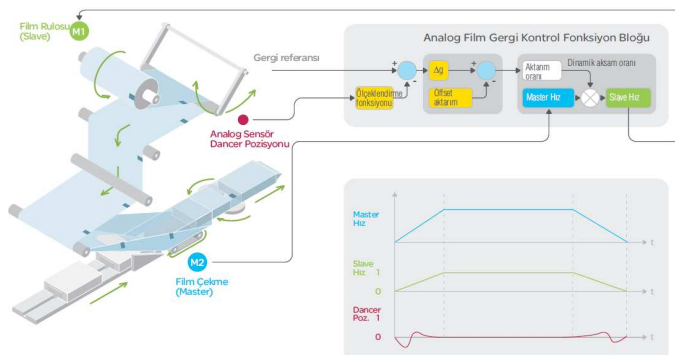 Film Rulosu
(Slave)
M1
Analog Film Gergi Kontrol Fonksiyon Bloğu
Gergi referansı
+
-
Δg
+
-
Aktarım
oranı
Dinamik aksam oranı
Ölçeklendirme
fonksiyonu
Offset
aktarım
Master Hız
Slave Hız
Analog Sensör
Dancer Pozisyonu
M2
Film Çekme
(Master)
Master
Hız
t
Slave
Hız 1
0
t
Dancer
Poz. 1
0
t